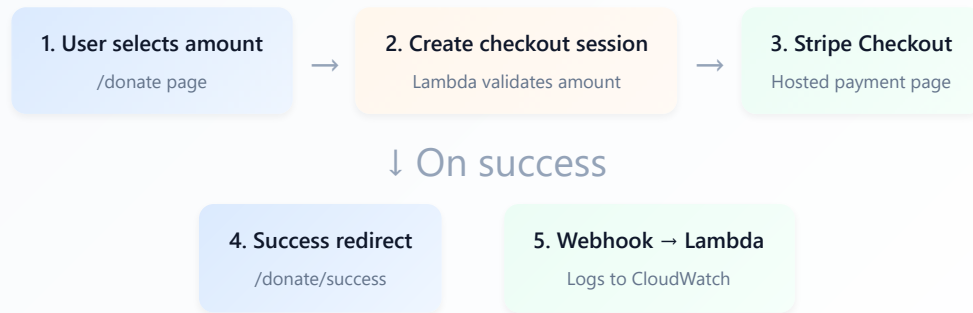 1. User selects amount
/donate page
→
2. Create checkout session
Lambda validates amount
→
3. Stripe Checkout
Hosted payment page
↓ On success
4. Success redirect
/donate/success
5. Webhook → Lambda
Logs to CloudWatch